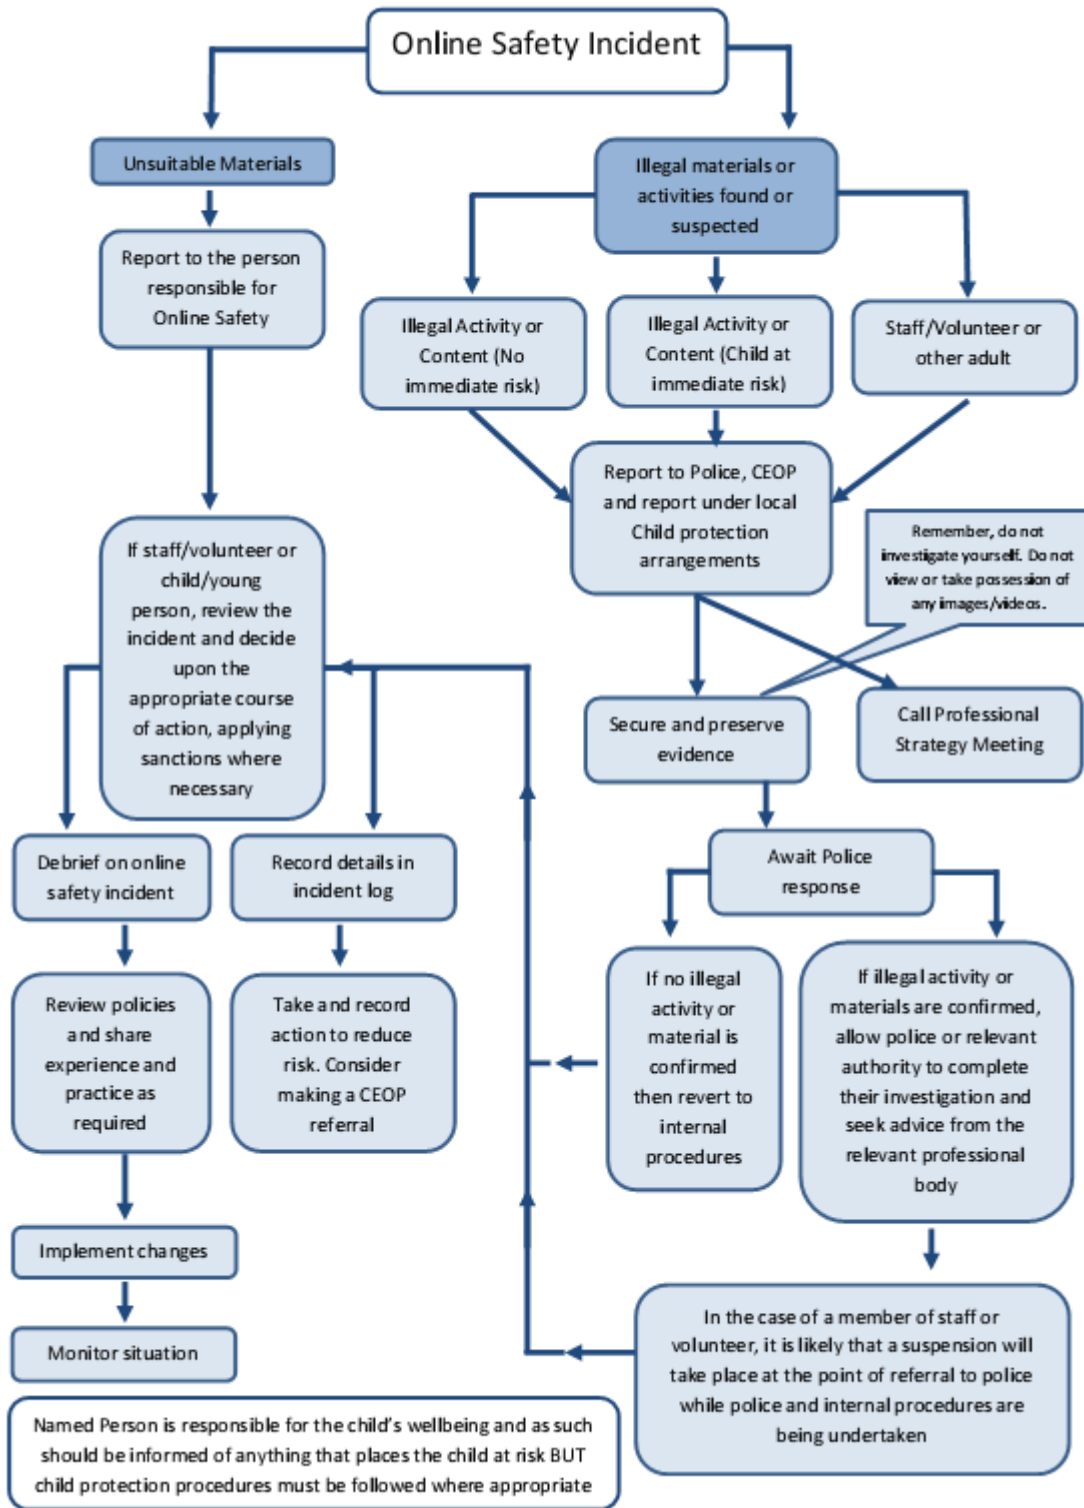 Online Safety Incident
Unsuitable Materials
Illegal materials or
activities found or
suspected
Report to the person
responsible for
Online Safety
Illegal Activity or
Content (No
immediate risk)
Illegal Activity or
Content (Child at
immediate risk)
Staff/Volunteer or
other adult
Report to Police, CEOP
and report under local
Child protection
arrangements
Remember, do not
investigate yourself. Do not
view or take possession of
any images/videos.
If staff/volunteer or
child/young
person, review the
incident and decide
upon the
appropriate course
of action, applying
sanctions where
necessary
Secure and preserve
evidence
Call Professional
Strategy Meeting
Debrief on online
safety incident
Record details in
incident log
Await Police
response
Review policies
and share
experience and
practice as
required
Take and record
action to reduce
risk. Consider
making a CEOP
referral
If no illegal
activity or
material is
confirmed
then revert to
internal
procedures
If illegal activity or
materials are confirmed,
allow police or relevant
authority to complete
their investigation and
seek advice from the
relevant professional
body
Implement changes
Monitor situation
In the case of a member of staff or
volunteer, it is likely that a suspension will
take place at the point of referral to police
while police and internal procedures are
being undertaken
Named Person is responsible for the child's wellbeing and as such
should be informed of anything that places the child at risk BUT
child protection procedures must be followed where appropriate